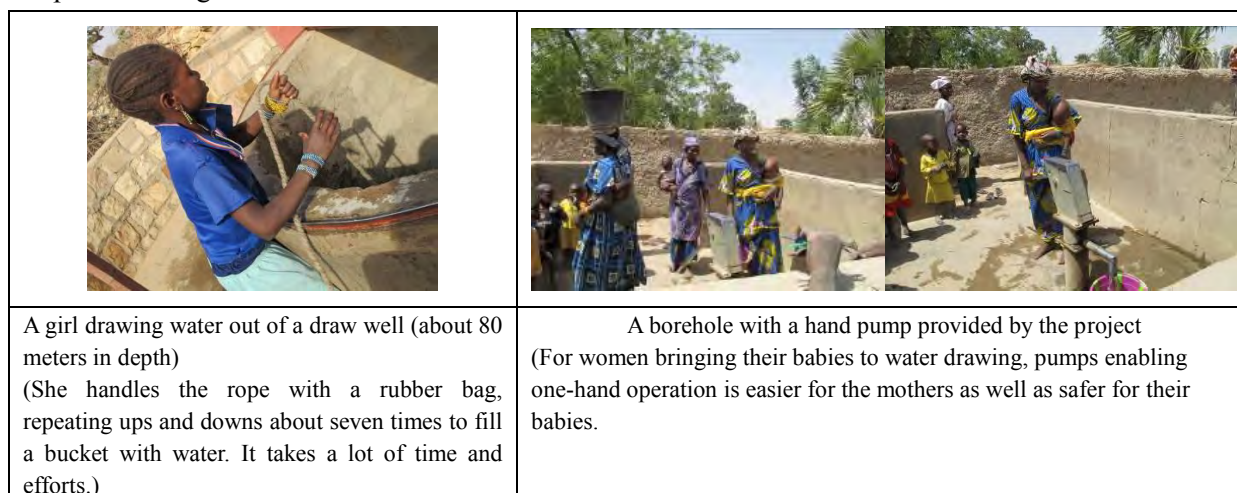 A girl drawing water out of a draw well (about 80
meters in depth)
(She handles the rope with a rubber bag,
repeating ups and downs about seven times to fill
a bucket with water. It takes a lot of time and
efforts.)
A borehole with a hand pump provided by the project
(For women bringing their babies to water drawing, pumps enabling
one-hand operation is easier for the mothers as well as safer for their
babies.